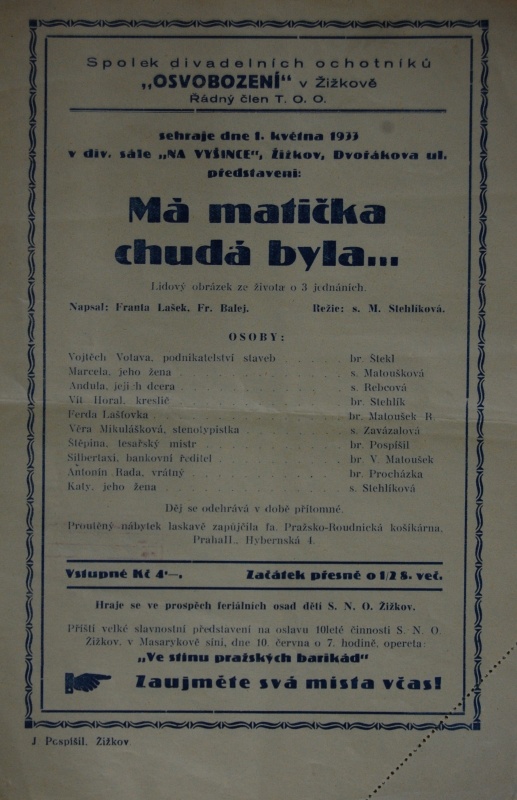 Spolek divadelních ochotníků
„OSVOBOZENÍ" v Žižkově
Řádný člen T. O. O.
sehraje dne 1. května 1933
v div. sále „NA VÝŠINCE", Žižkov, Dvořákova ul.
představení:
Má matička
chudá byla...
Lidový obrázek ze života o 3 jednáních.
Napsal: Franta Lašek, Fr. Balej. Režie: s. M. Stehlíková.
OSOBY:
Vojtěch Votava, podnikatelství staveb . . . . br. Štekl
Marcela, jeho žena . . . . s. Matoušková
Andula, jejich dcera . . . . s. Rebcová
Vít Horal, kreslič . . . . br. Stehlík
Ferda Lašťovka . . . . br. Matoušek R.
Věra Mikulášková, stenotypistka . . . . s. Zavázalová
Štěpina, tesařský mistr . . . . br. Pospíšil
Silbertaxi, bankovní ředitel . . . . br. V. Matoušek
Antonín Rada, vrátný . . . . br. Procházka
Katy, jeho žena . . . . s. Stehlíková
Děj se odehrává v době přítomné.
Proutěný nábytek laskavě zapůjčila fa. Pražsko-Roudnická košíkárna,
Praha II., Hybernská 4.
Vstupné Kč 4·–. Začátek přesně o 1/2 8. več.
Hraje se ve prospěch feriálních osad dětí S. N. O. Žižkov.
Příští velké slavnostní představení na oslavu 10leté činnosti S. N. O.
Žižkov, v Masarykově síni, dne 10. června o 7. hodině, opereta:
„Ve stínu pražských barikád"
Zaujměte svá místa včas!
J. Pospíšil, Žižkov